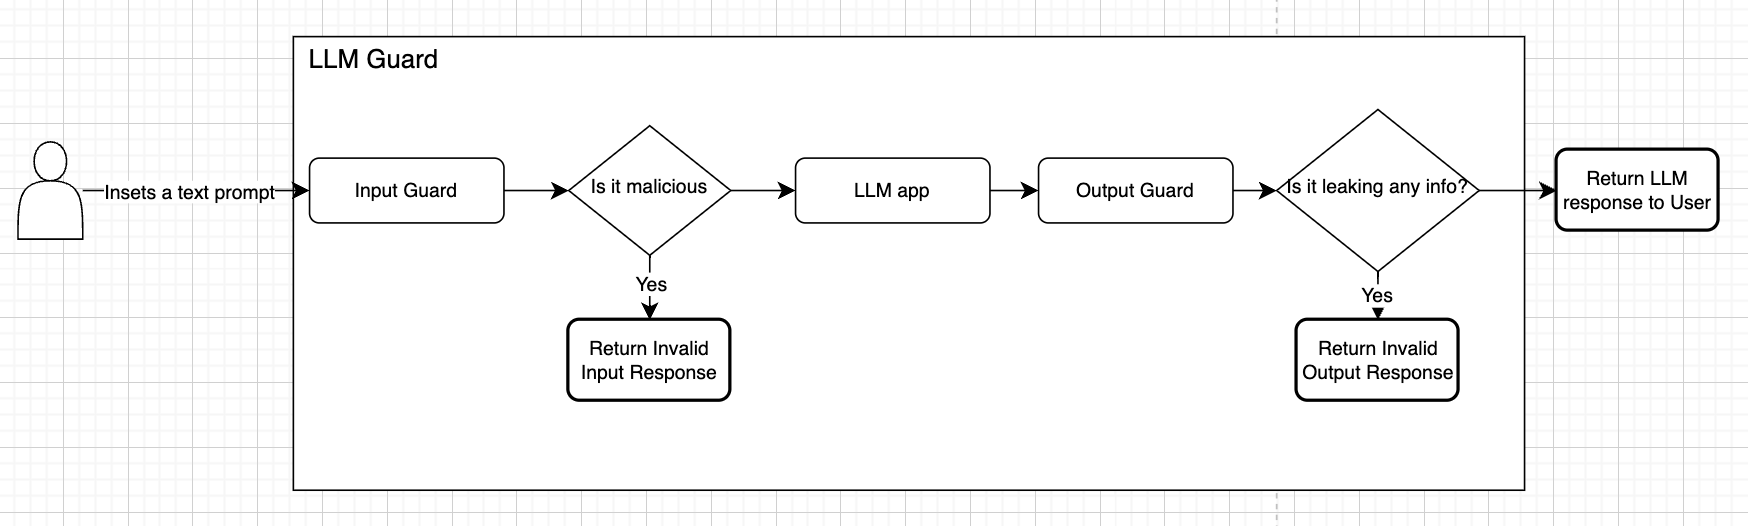 LLM Guard
Insets a text prompt
Input Guard
Is it malicious
LLM app
Output Guard
Is it leaking any info?
Return LLM
response to User
Yes
Return Invalid
Input Response
Yes
Return Invalid
Output Response